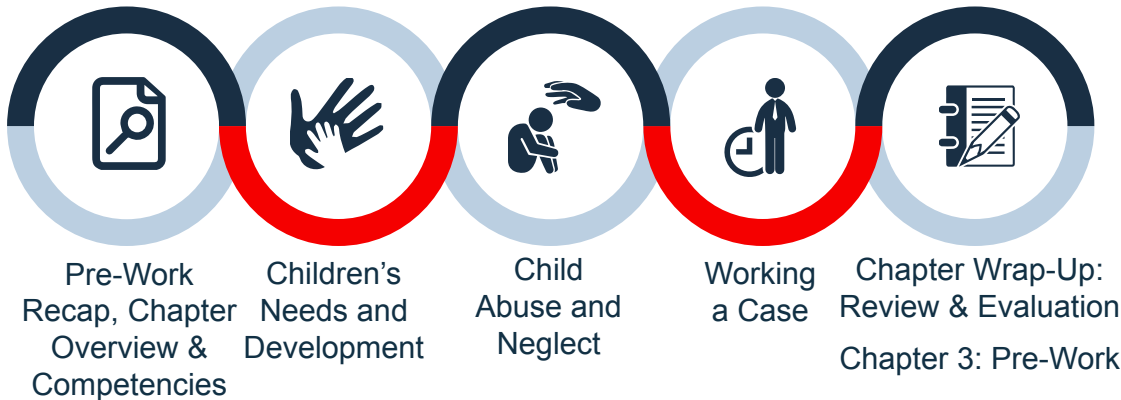 Pre-Work
Recap, Chapter
Overview &
Competencies
Children’s
Needs and
Development
Child
Abuse and
Neglect
Working
a Case
Chapter Wrap-Up:
Review & Evaluation
Chapter 3: Pre-Work